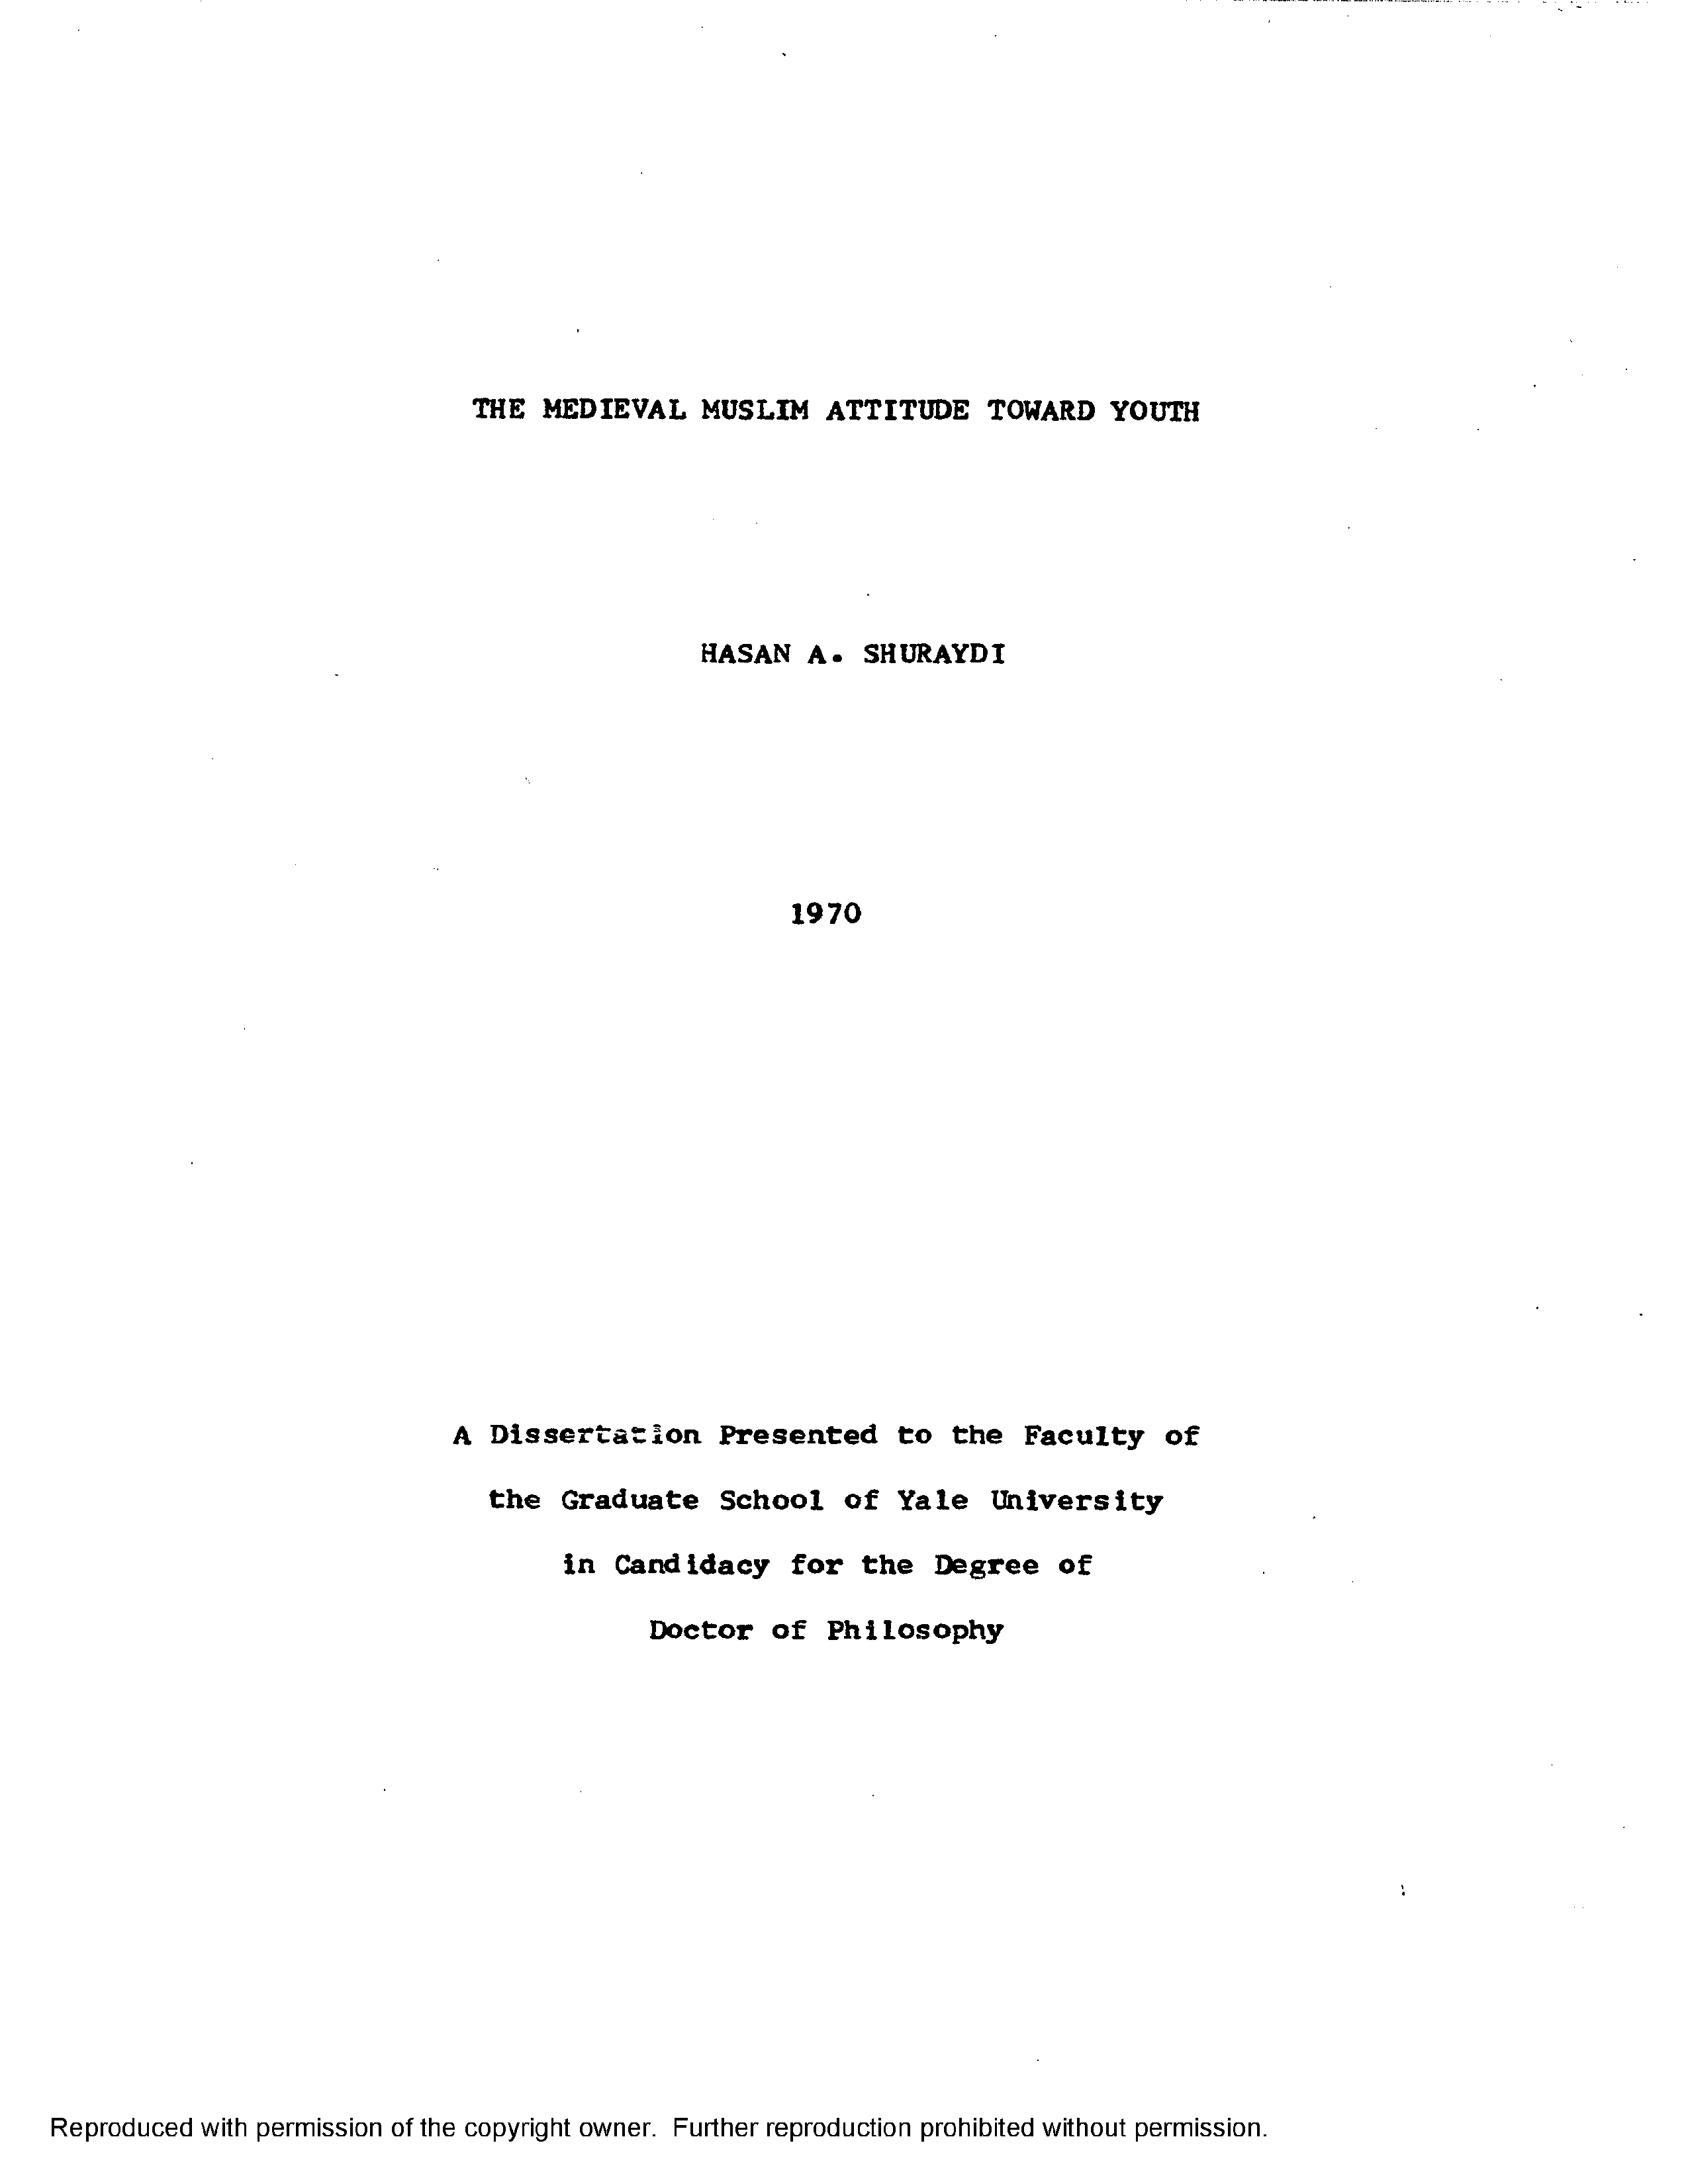 THE MEDIEVAL MUSLIM ATTITUDE TOWARD YOUTH
HASAN A. SHURAYDI
1970
A Dissertation Presented to the Faculty of
the Graduate School of Yale University
in Candidacy for the Degree of
Doctor of Philosophy
Reproduced with permission of the copyright owner. Further reproduction prohibited without permission.